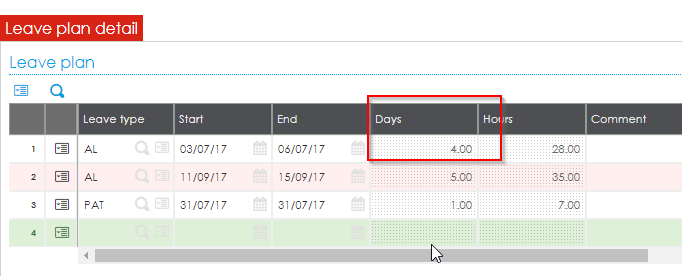 Leave plan detail
Leave plan
Leave type Start End Days Hours Comment
1 AL 03/07/17 06/07/17 4.00 28.00
2 AL 11/09/17 15/09/17 5.00 35.00
3 PAT 31/07/17 31/07/17 1.00 7.00
4